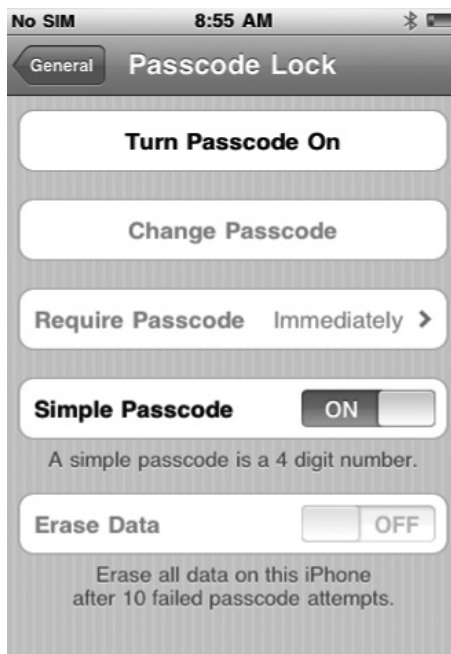 No SIM 8:55 AM
General Passcode Lock
Turn Passcode On
Change Passcode
Require Passcode Immediately
Simple Passcode ON
A simple passcode is a 4 digit number.
Erase Data OFF
Erase all data on this iPhone
after 10 failed passcode attempts.